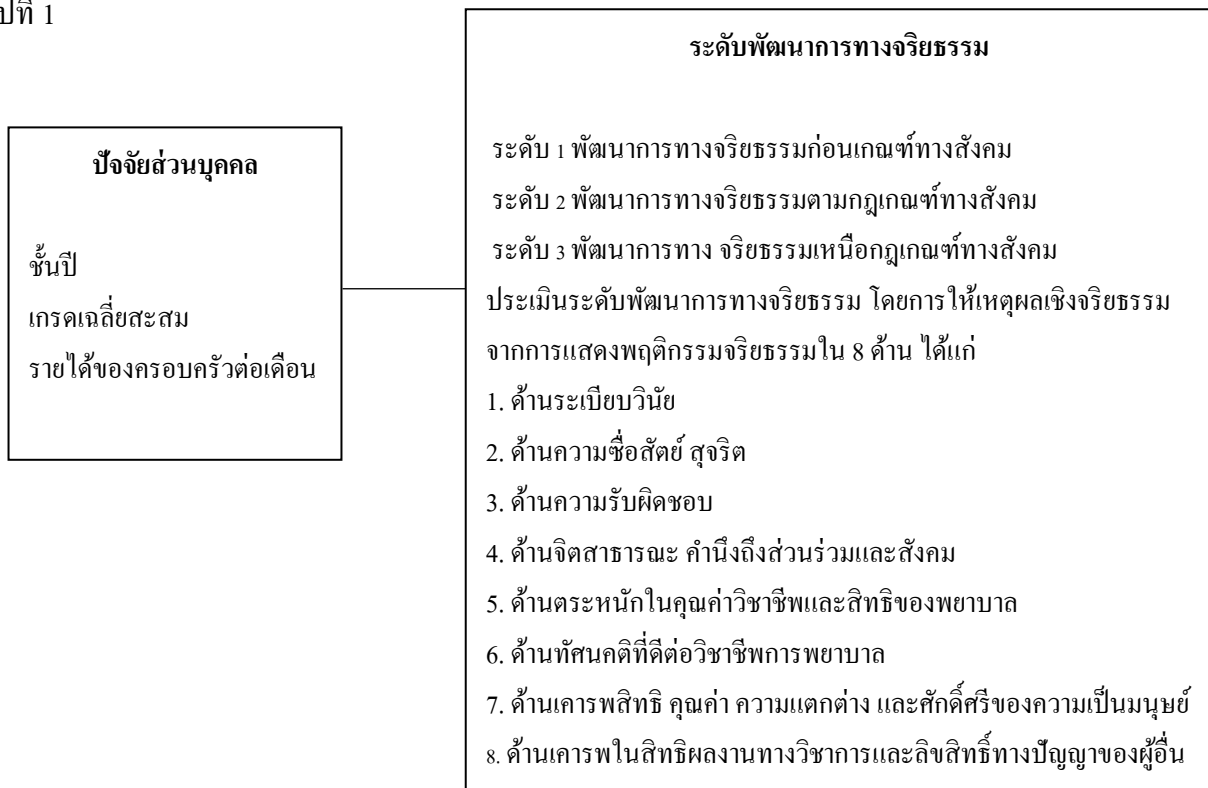 ปที่ 1
ปัจจัยส่วนบุคคล
ชั้นปี
เกรดเฉลี่ยสะสม
รายได้ของครอบครัวต่อเดือน
ระดับพัฒนาการทางจริยธรรม
ระดับ 1 พัฒนาการทางจริยธรรมก่อนเกณฑ์ทางสังคม
ระดับ 2 พัฒนาการทางจริยธรรมตามกฎเกณฑ์ทางสังคม
ระดับ 3 พัฒนาการทาง จริยธรรมเหนือกฎเกณฑ์ทางสังคม
ประเมินระดับพัฒนาการทางจริยธรรม โดยการให้เหตุผลเชิงจริยธรรม
จากการแสดงพฤติกรรมจริยธรรมใน 8 ด้าน ได้แก่
1. ด้านระเบียบวินัย
2. ด้านความซื่อสัตย์ สุจริต
3. ด้านความรับผิดชอบ
4. ด้านจิตสาธารณะ คำนึงถึงส่วนร่วมและสังคม
5. ด้านตระหนักในคุณค่าวิชาชีพและสิทธิของพยาบาล
6. ด้านทัศนคติที่ดีต่อวิชาชีพการพยาบาล
7. ด้านเคารพสิทธิ คุณค่า ความแตกต่าง และศักดิ์ศรีของความเป็นมนุษย์
8. ด้านเคารพในสิทธิผลงานทางวิชาการและลิขสิทธิ์ทางปัญญาของผู้อื่น